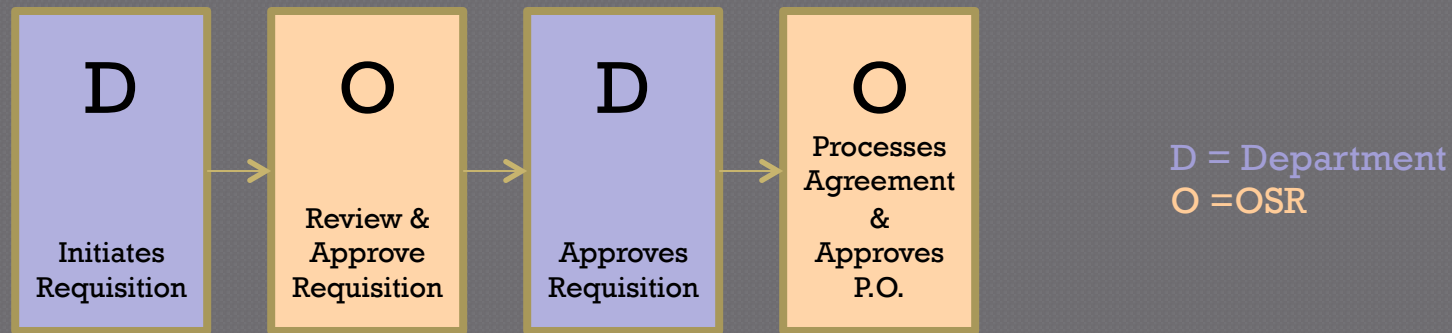 D
Initiates
Requisition
O
Review &
Approve
Requisition
D
Approves
Requisition
O
Processes
Agreement
&
Approves
P.O.
D = Department
O =OSR